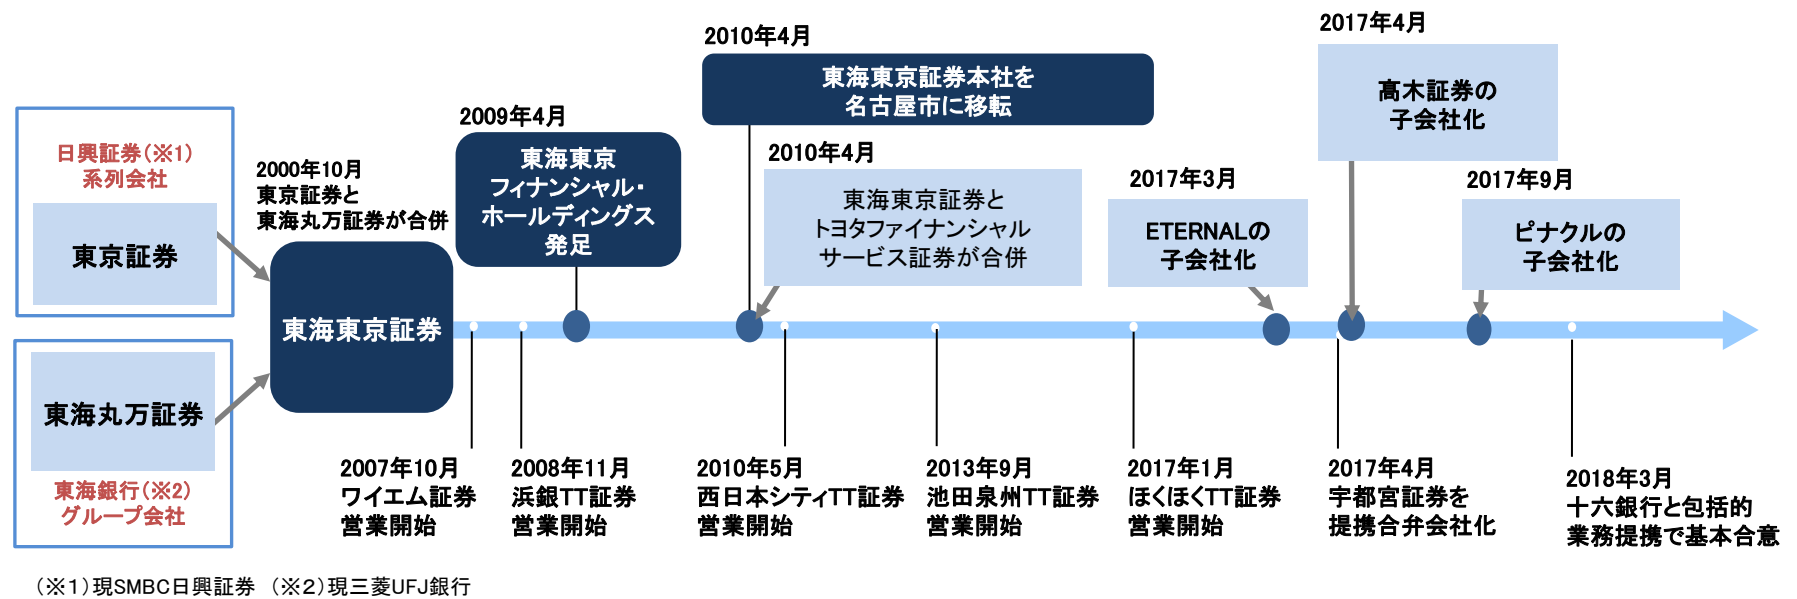 日興証券(※1)
系列会社
東京証券
東海丸万証券
東海銀行(※2)
グループ会社
2000年10月
東京証券と
東海丸万証券が合併
東海東京証券
2009年4月
東海東京
フィナンシャル・
ホールディングス
発足
2010年4月
東海東京証券本社を
名古屋市に移転
2010年4月
東海東京証券と
トヨタファイナンシャル
サービス証券が合併
2017年3月
ETERNALの
子会社化
2017年4月
髙木証券の
子会社化
2017年9月
ピナクルの
子会社化
2007年10月
ワイエム証券
営業開始
2008年11月
浜銀TT証券
営業開始
2010年5月
西日本シティTT証券
営業開始
2013年9月
池田泉州TT証券
営業開始
2017年1月
ほくほくTT証券
営業開始
2017年4月
宇都宮証券を
提携合弁会社化
2018年3月
十六銀行と包括的
業務提携で基本合意
(※1)現SMBC日興証券 (※2)現三菱UFJ銀行